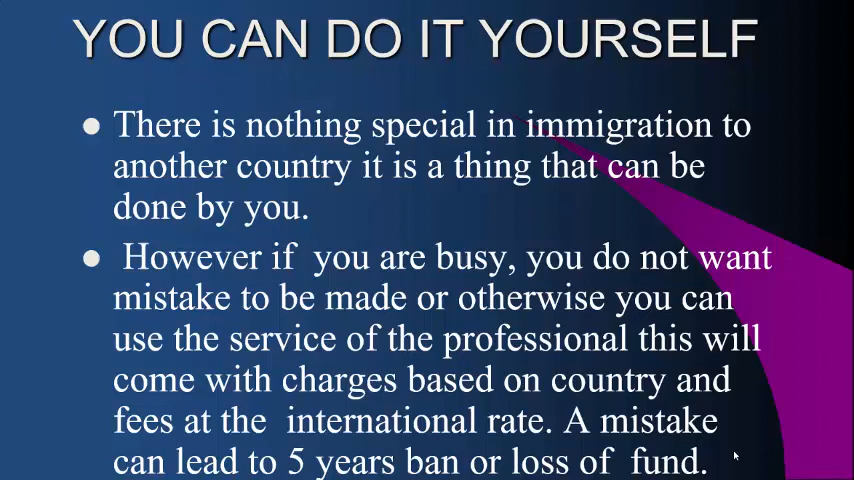 YOU CAN DO IT YOURSELF
● There is nothing special in immigration to
another country it is a thing that can be
done by you.
● However if  you are busy, you do not want
mistake to be made or otherwise you can
use the service of the professional this will
come with charges based on country and
fees at the  international rate. A mistake
can lead to 5 years ban or loss of  fund.